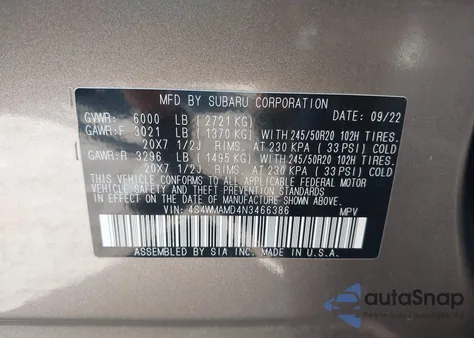 MFD BY SUBARU CORPORATION
DATE: 09/22
GVWR: 6000 LB (2721 KG)
GAWR:F 3021 LB (1370 KG) WITH 245/50R20 102H TIRES.
20X7 1/2J RIMS. AT 230 KPA ( 33 PSI) COLD
GAWR:R 3296 LB (1495 KG) WITH 245/50R20 102H TIRES.
20X7 1/2J RIMS. AT 230 KPA ( 33 PSI) COLD
THIS VEHICLE CONFORMS TO ALL APPLICABLE FEDERAL MOTOR VEHICLE SAFETY STANDARDS
IN EFFECT ON THE DATE OF MANUFACTURE SHOWN ABOVE.
VIN: 4S4WMAMD4N3466386 MPV
ASSEMBLED BY SIA INC. MADE IN U.S.A.
autoSnap